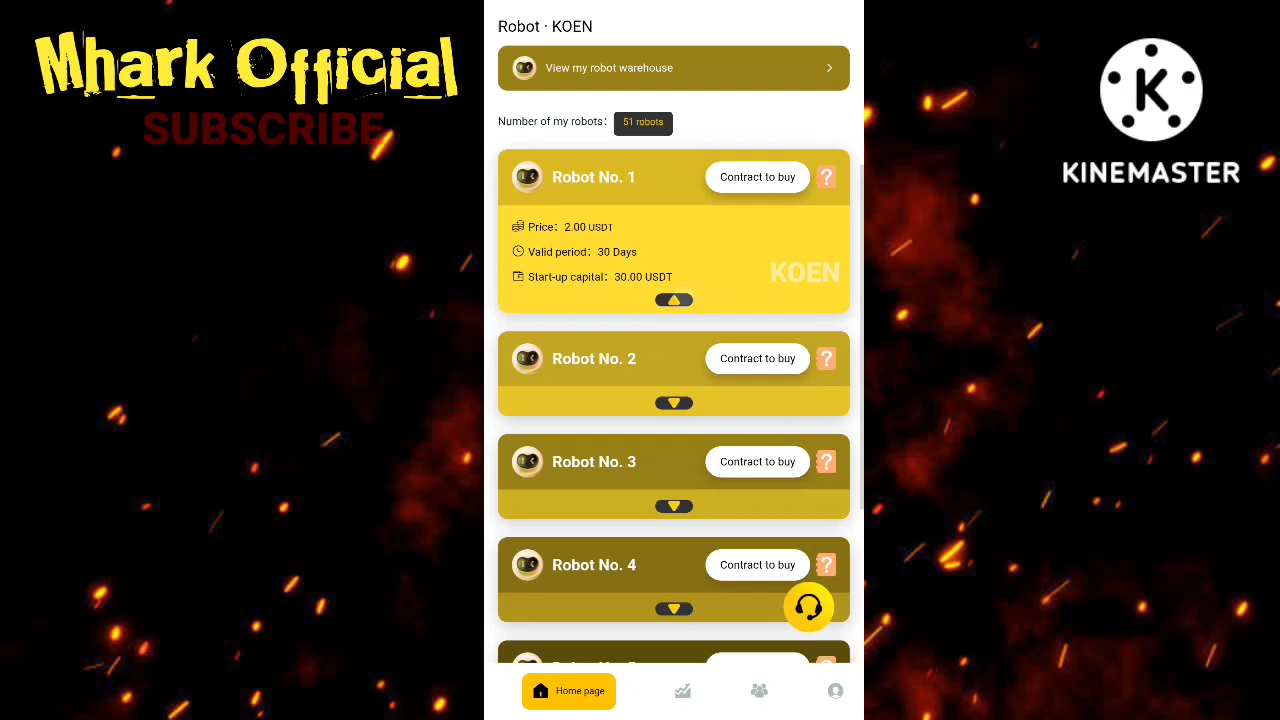 Mhark Official
SUBSCRIBE
Robot · KOEN
View my robot warehouse
Number of my robots: 51 robots
Robot No. 1
Contract to buy
?
Price: 2.00 USDT
Valid period: 30 Days
Start-up capital: 30.00 USDT
KOEN
Robot No. 2
Contract to buy
?
Robot No. 3
Contract to buy
?
Robot No. 4
Contract to buy
?
Home page
K
KINEMASTER